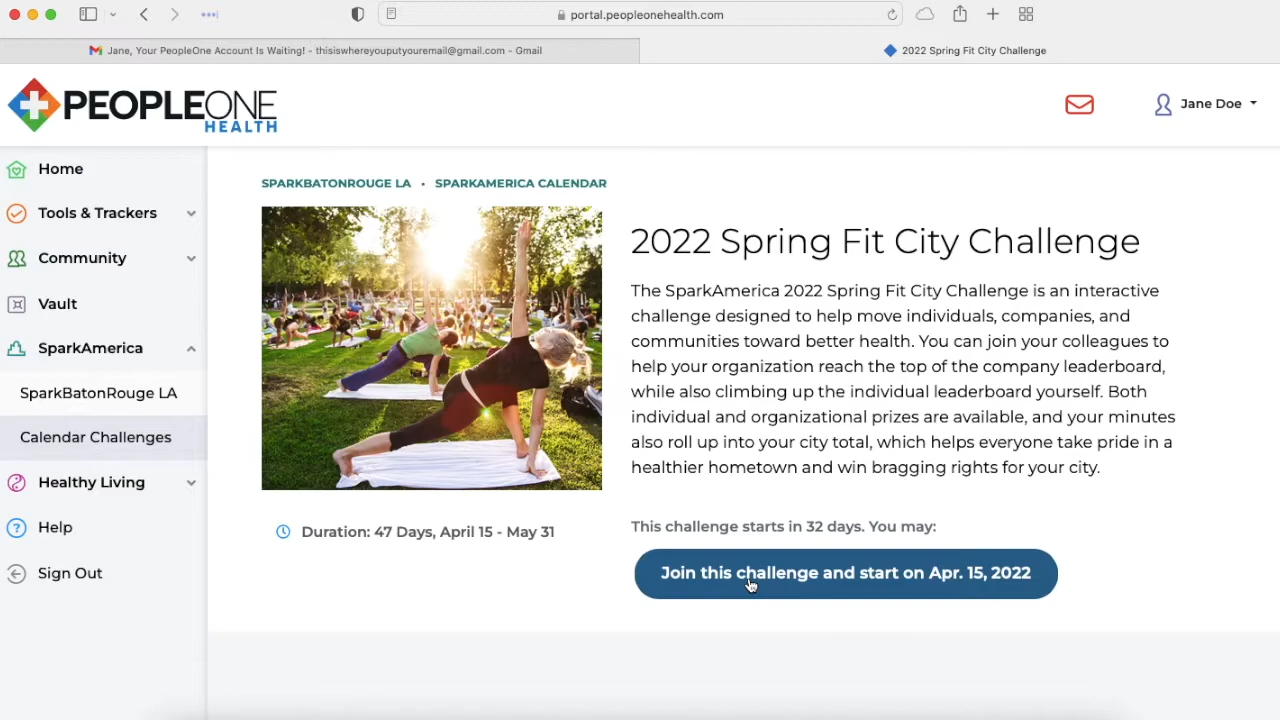 portal.peopleonehealth.com
Jane, Your PeopleOne Account Is Waiting! - thisiswhereyouputyouremail@gmail.com - Gmail
2022 Spring Fit City Challenge
PEOPLEONE
HEALTH
Jane Doe
Home
Tools & Trackers
Community
Vault
SparkAmerica
SparkBatonRouge LA
Calendar Challenges
Healthy Living
Help
Sign Out
SPARKBATONROUGE LA • SPARKAMERICA CALENDAR
2022 Spring Fit City Challenge
The SparkAmerica 2022 Spring Fit City Challenge is an interactive
challenge designed to help move individuals, companies, and
communities toward better health. You can join your colleagues to
help your organization reach the top of the company leaderboard,
while also climbing up the individual leaderboard yourself. Both
individual and organizational prizes are available, and your minutes
also roll up into your city total, which helps everyone take pride in a
healthier hometown and win bragging rights for your city.
Duration: 47 Days, April 15 - May 31
This challenge starts in 32 days. You may:
Join this challenge and start on Apr. 15, 2022